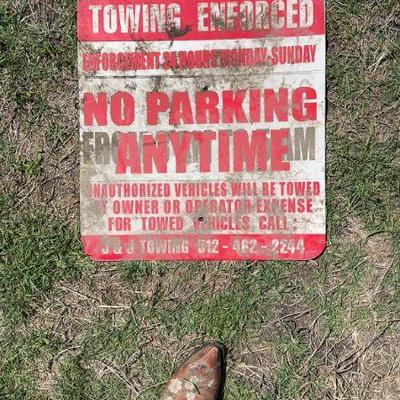 TOWING ENFORCED
ENFORCEMENT 24 HOURS MONDAY-SUNDAY
NO PARKING
ANYTIME
UNAUTHORIZED VEHICLES WILL BE TOWED
AT OWNER OR OPERATOR EXPENSE
FOR TOWED VEHICLES CALL:
J & J TOWING 512-462-2244